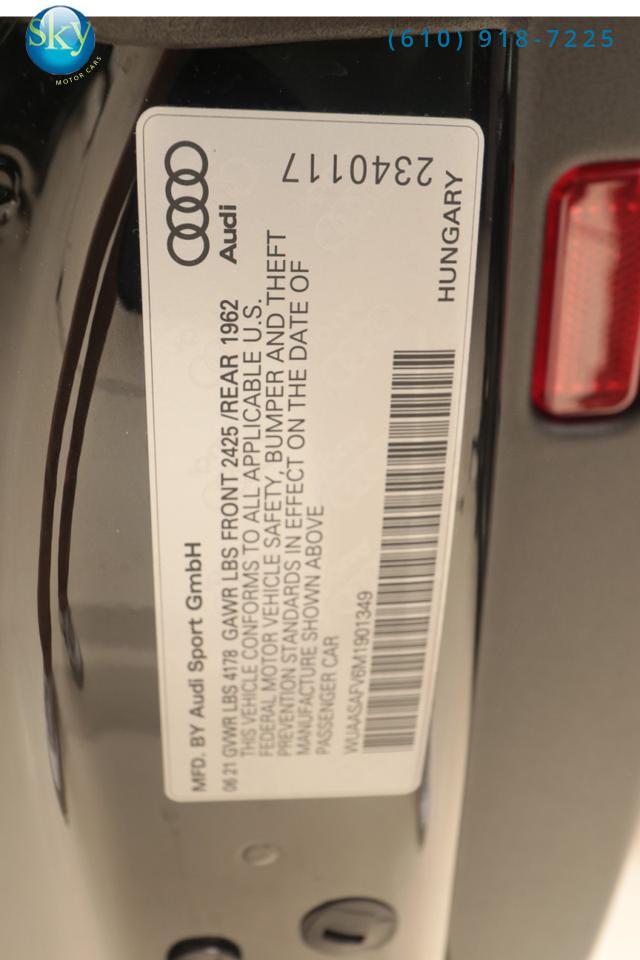 Sky
MOTOR CARS
(610) 918-7225
Audi
2340117
HUNGARY
MFD. BY Audi Sport GmbH
06 21 GVWR LBS 4178 GAWR LBS FRONT 2425 /REAR 1962
THIS VEHICLE CONFORMS TO ALL APPLICABLE U.S.
FEDERAL MOTOR VEHICLE SAFETY, BUMPER AND THEFT
PREVENTION STANDARDS IN EFFECT ON THE DATE OF
MANUFACTURE SHOWN ABOVE
PASSENGER CAR
WUAASAFV6M1901349